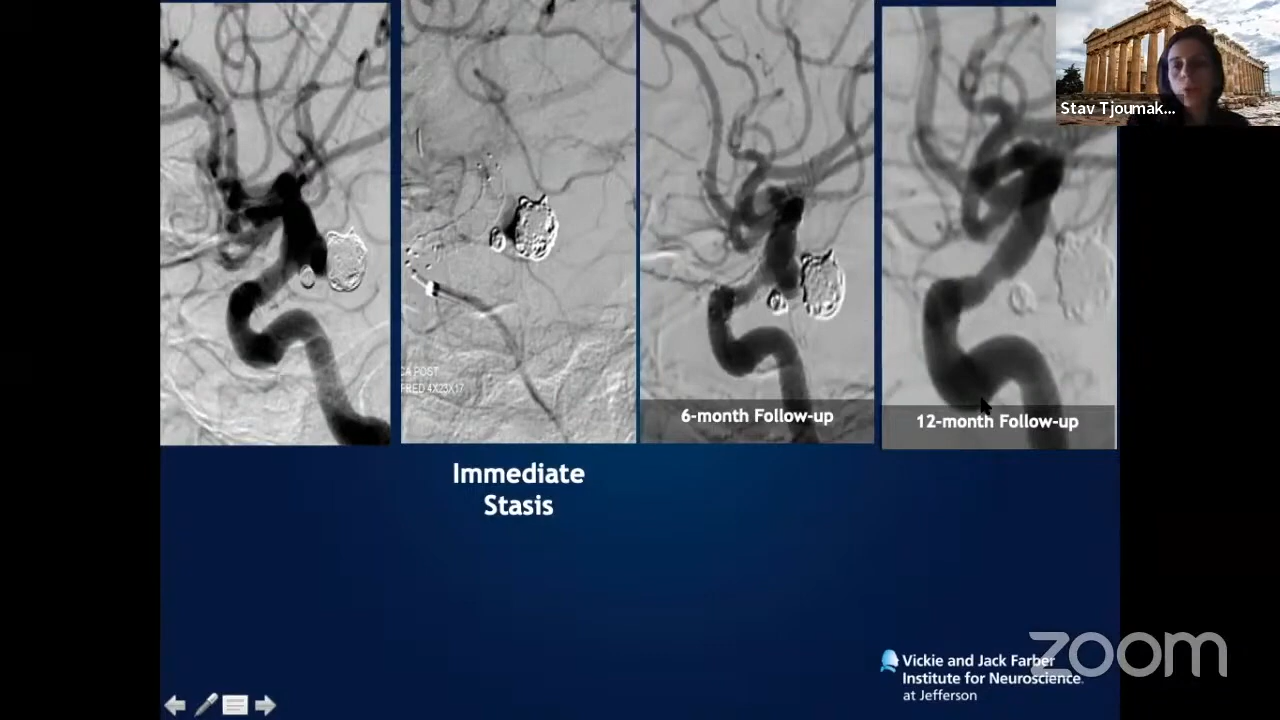 Stav Tjoumak...
CA POST
FRED 4X23X17
6-month Follow-up
12-month Follow-up
Immediate
Stasis
Vickie and Jack Farber
Institute for Neuroscience
at Jefferson
zoom